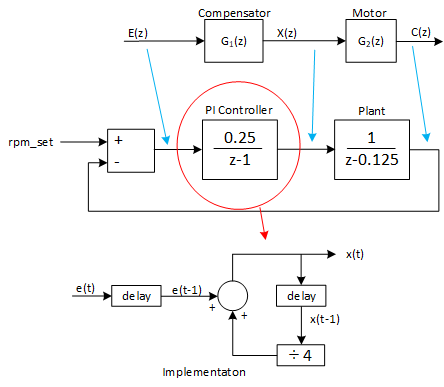 Compensator Motor
E(z) G₁(z) X(z) G₂(z) C(z)
PI Controller Plant
rpm_set + - 0.25 / z-1 1 / z-0.125
x(t)
e(t) delay e(t-1) + + delay
x(t-1)
÷ 4
Implementaton